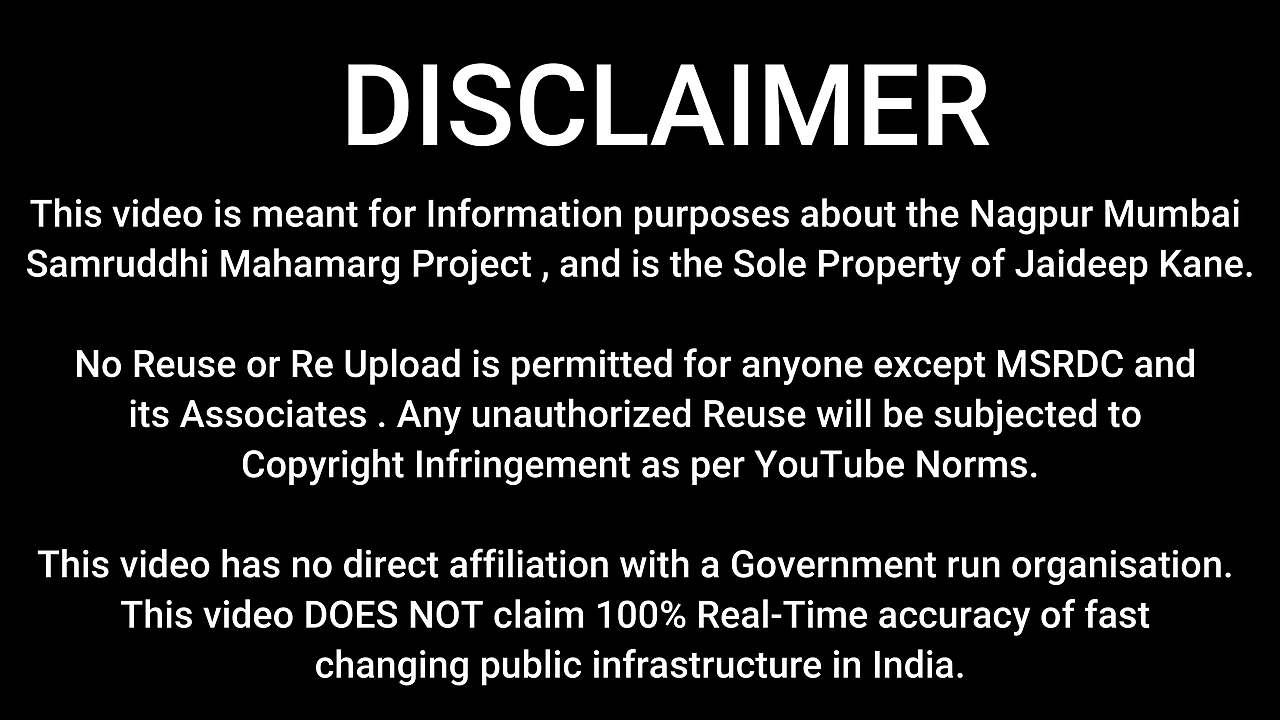 DISCLAIMER
This video is meant for Information purposes about the Nagpur Mumbai
Samruddhi Mahamarg Project , and is the Sole Property of Jaideep Kane.
No Reuse or Re Upload is permitted for anyone except MSRDC and
its Associates . Any unauthorized Reuse will be subjected to
Copyright Infringement as per YouTube Norms.
This video has no direct affiliation with a Government run organisation.
This video DOES NOT claim 100% Real-Time accuracy of fast
changing public infrastructure in India.